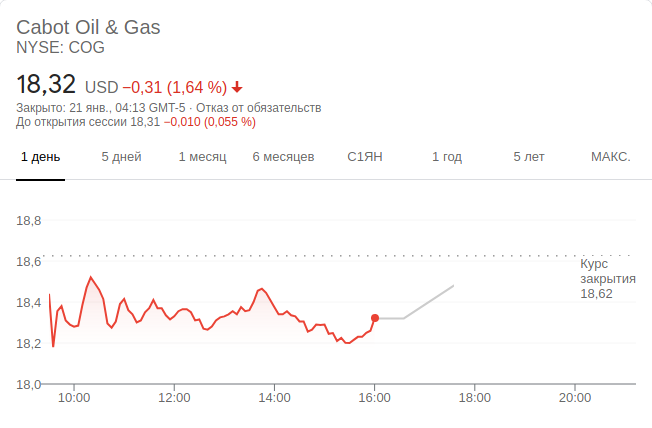 Cabot Oil & Gas
NYSE: COG
18,32 USD −0,31 (1,64 %)
Закрыто: 21 янв., 04:13 GMT-5 · Отказ от обязательств
До открытия сессии 18,31 −0,010 (0,055 %)
1 день 5 дней 1 месяц 6 месяцев С1ЯН 1 год 5 лет МАКС.
18,8
18,6
Курс
закрытия
18,62
18,4
18,2
18,0
10:00 12:00 14:00 16:00 18:00 20:00